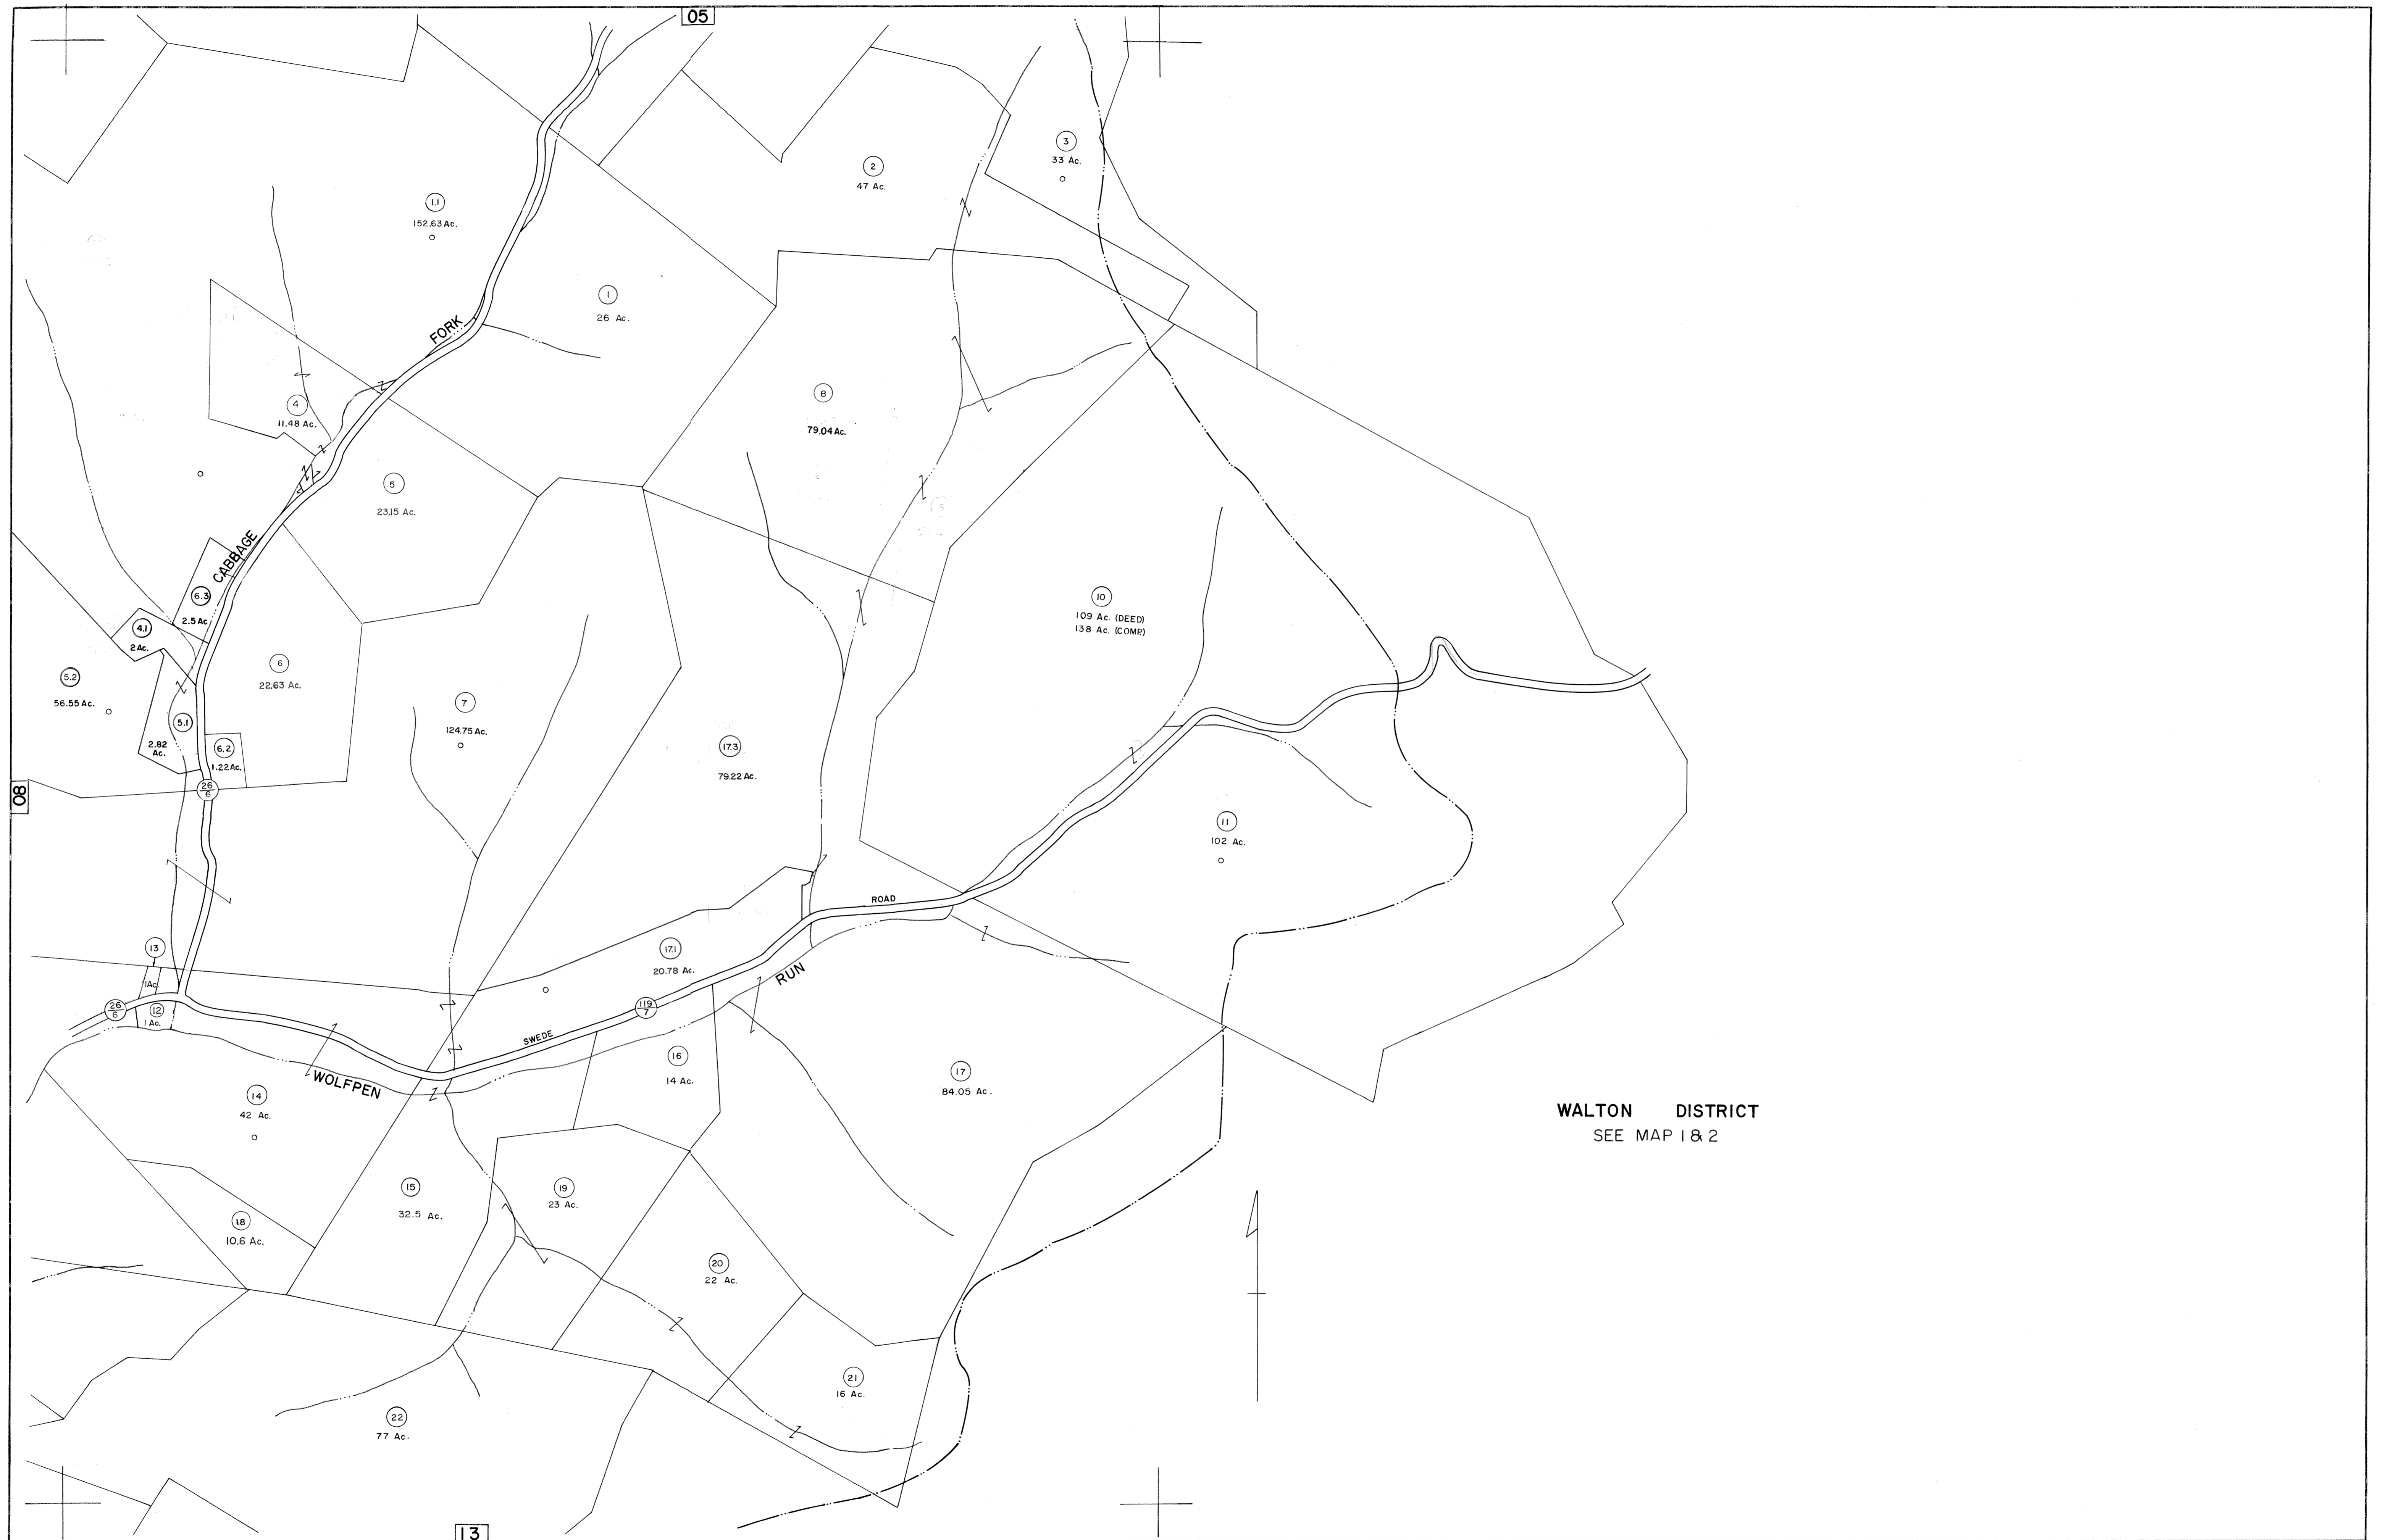 05
3
33 Ac.
2
47 Ac.
1.1
152.63 Ac.
1
26 Ac.
FORK
4
11.48 Ac.
8
79.04 Ac.
5
23.15 Ac.
CABBAGE
6.3
2.5 Ac
4.1
2 Ac.
10
109 Ac. (DEED)
138 Ac. (COMP.)
6
22.63 Ac.
5.2
56.55 Ac.
7
124.75 Ac.
5.1
2.82
Ac.
6.2
1.22 Ac.
17.3
79.22 Ac.
26
6
08
11
102 Ac.
ROAD
13
1 Ac.
17.1
20.78 Ac.
RUN
26
6
12
1 Ac.
119
7
SWEDE
16
14 Ac.
WOLFPEN
17
84.05 Ac.
14
42 Ac.
WALTON DISTRICT
SEE MAP 1 & 2
15
32.5 Ac.
19
23 Ac.
18
10.6 Ac.
20
22 Ac.
21
16 Ac.
22
77 Ac.
13